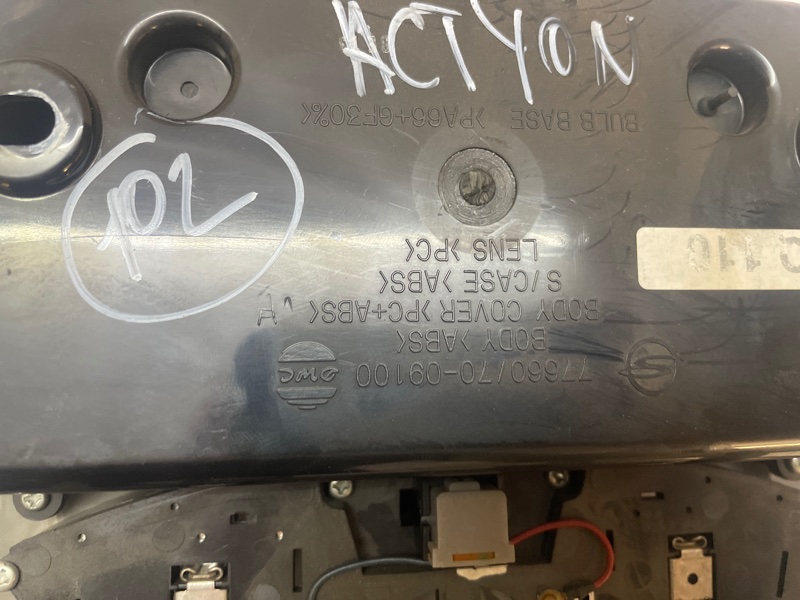 ACTYON
102
77660/70-09100
DMC
BODY >ABS<
BODY COVER >PC+ABS<
S/CASE >ABS<
LENS >PC<
BULB BASE >PA66+GF30%<